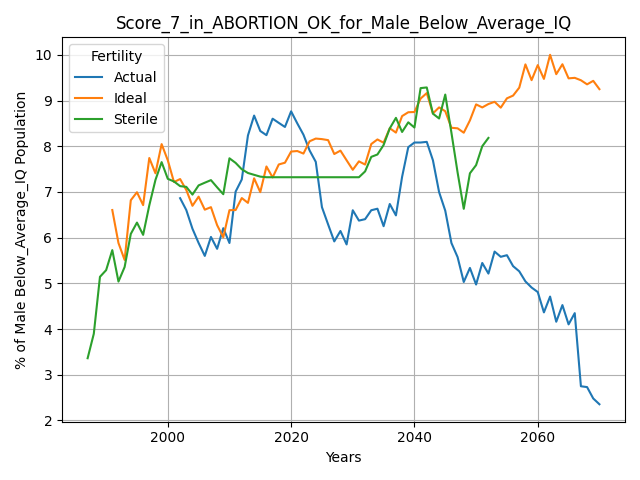 Score_7_in_ABORTION_OK_for_Male_Below_Average_IQ
% of Male Below_Average_IQ Population
10
9
8
7
6
5
4
3
2
Fertility
Actual
Ideal
Sterile
2000
2020
2040
2060
Years